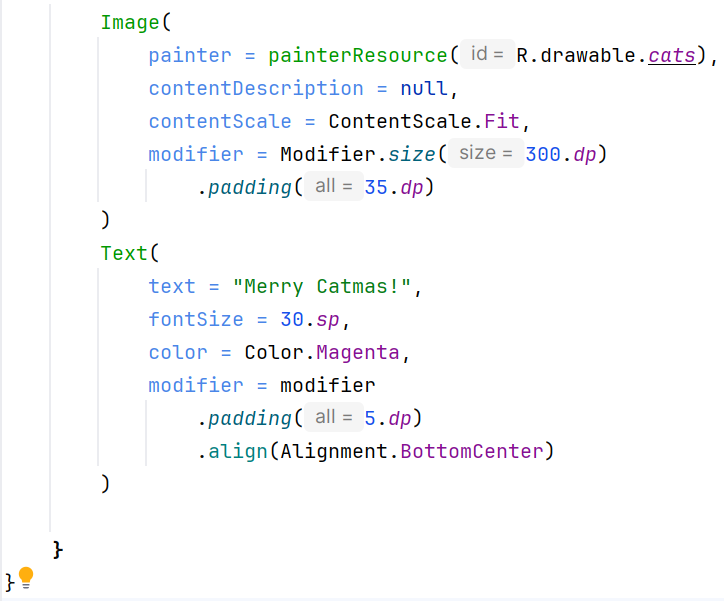 Image(
painter = painterResource( id = R.drawable.cats),
contentDescription = null,
contentScale = ContentScale.Fit,
modifier = Modifier.size( size = 300.dp)
.padding( all = 35.dp)
)
Text(
text = "Merry Catmas!",
fontSize = 30.sp,
color = Color.Magenta,
modifier = modifier
.padding( all = 5.dp)
.align(Alignment.BottomCenter)
)
}
}